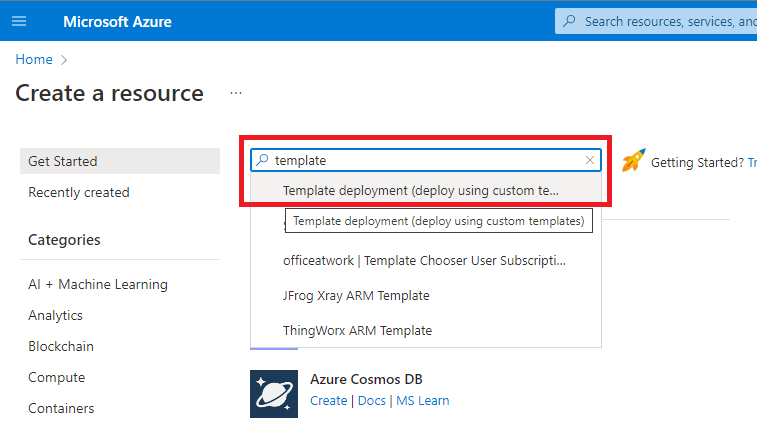 Microsoft Azure
Search resources, services, an
Home >
Create a resource ...
template
Getting Started? Tr
Get Started
Recently created
Template deployment (deploy using custom te...
Template deployment (deploy using custom templates)
officeatwork | Template Chooser User Subscripti...
JFrog Xray ARM Template
ThingWorx ARM Template
Categories
AI + Machine Learning
Analytics
Blockchain
Compute
Containers
Azure Cosmos DB
Create | Docs | MS Learn